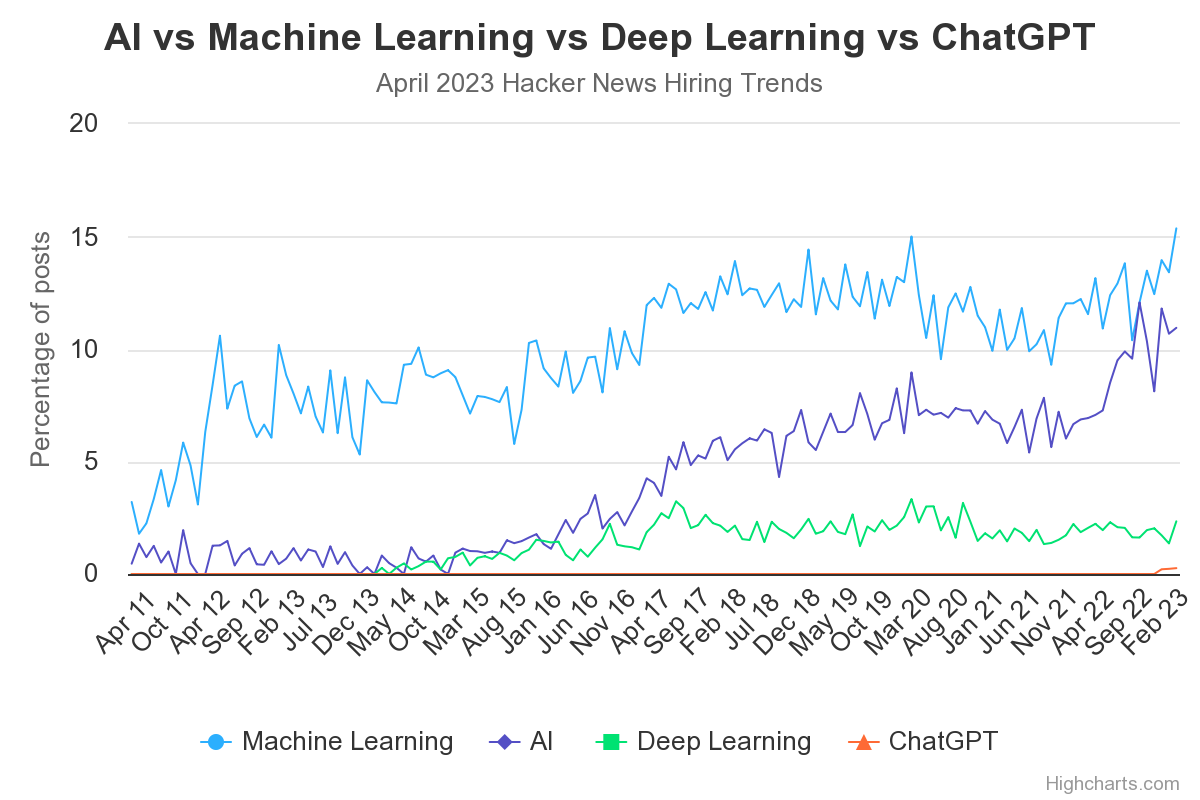 AI vs Machine Learning vs Deep Learning vs ChatGPT
April 2023 Hacker News Hiring Trends
Percentage of posts
20
15
10
5
0
Apr 11
Oct 11
Apr 12
Sep 12
Feb 13
Jul 13
Dec 13
May 14
Oct 14
Mar 15
Aug 15
Jan 16
Jun 16
Nov 16
Apr 17
Sep 17
Feb 18
Jul 18
Dec 18
May 19
Oct 19
Mar 20
Aug 20
Jan 21
Jun 21
Nov 21
Apr 22
Sep 22
Feb 23
Machine Learning
AI
Deep Learning
ChatGPT
Highcharts.com